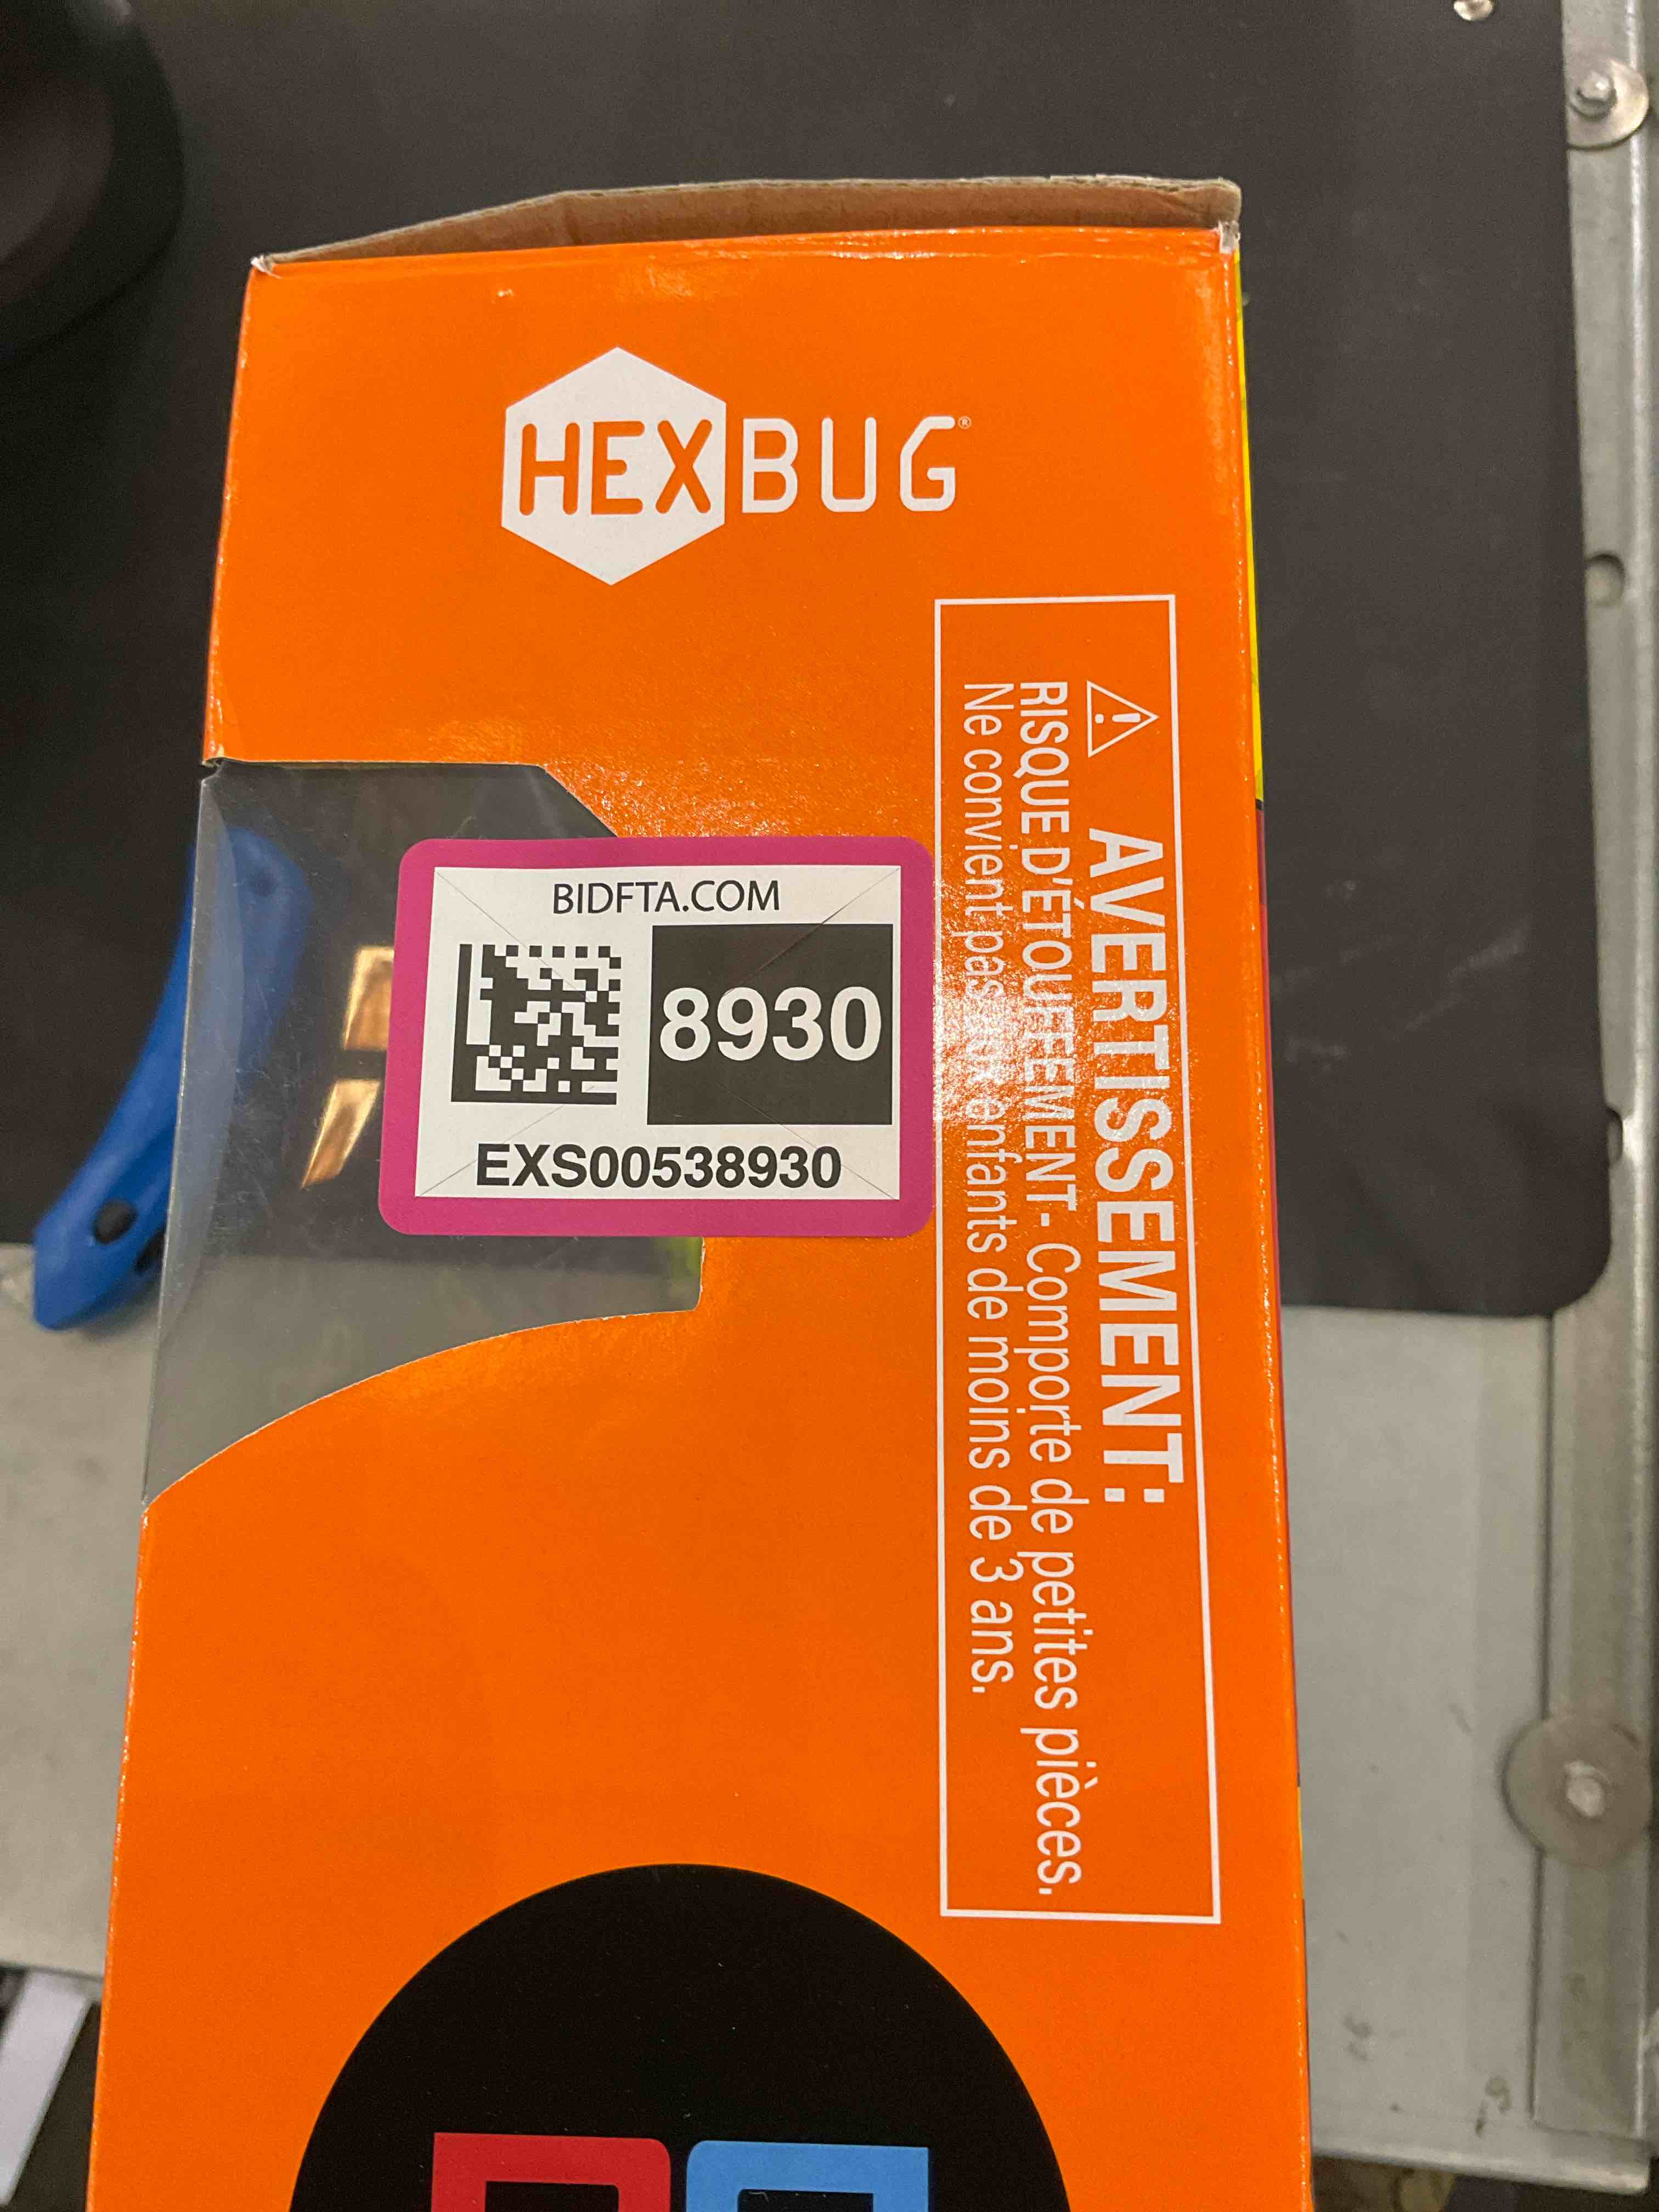 HEXBUG®
BIDFTA.COM
8930
EXS00538930
AVERTISSEMENT:
RISQUE D'ÉTOUFFEMENT- Comporte de petites pièces.
Ne convient pas aux enfants de moins de 3 ans.